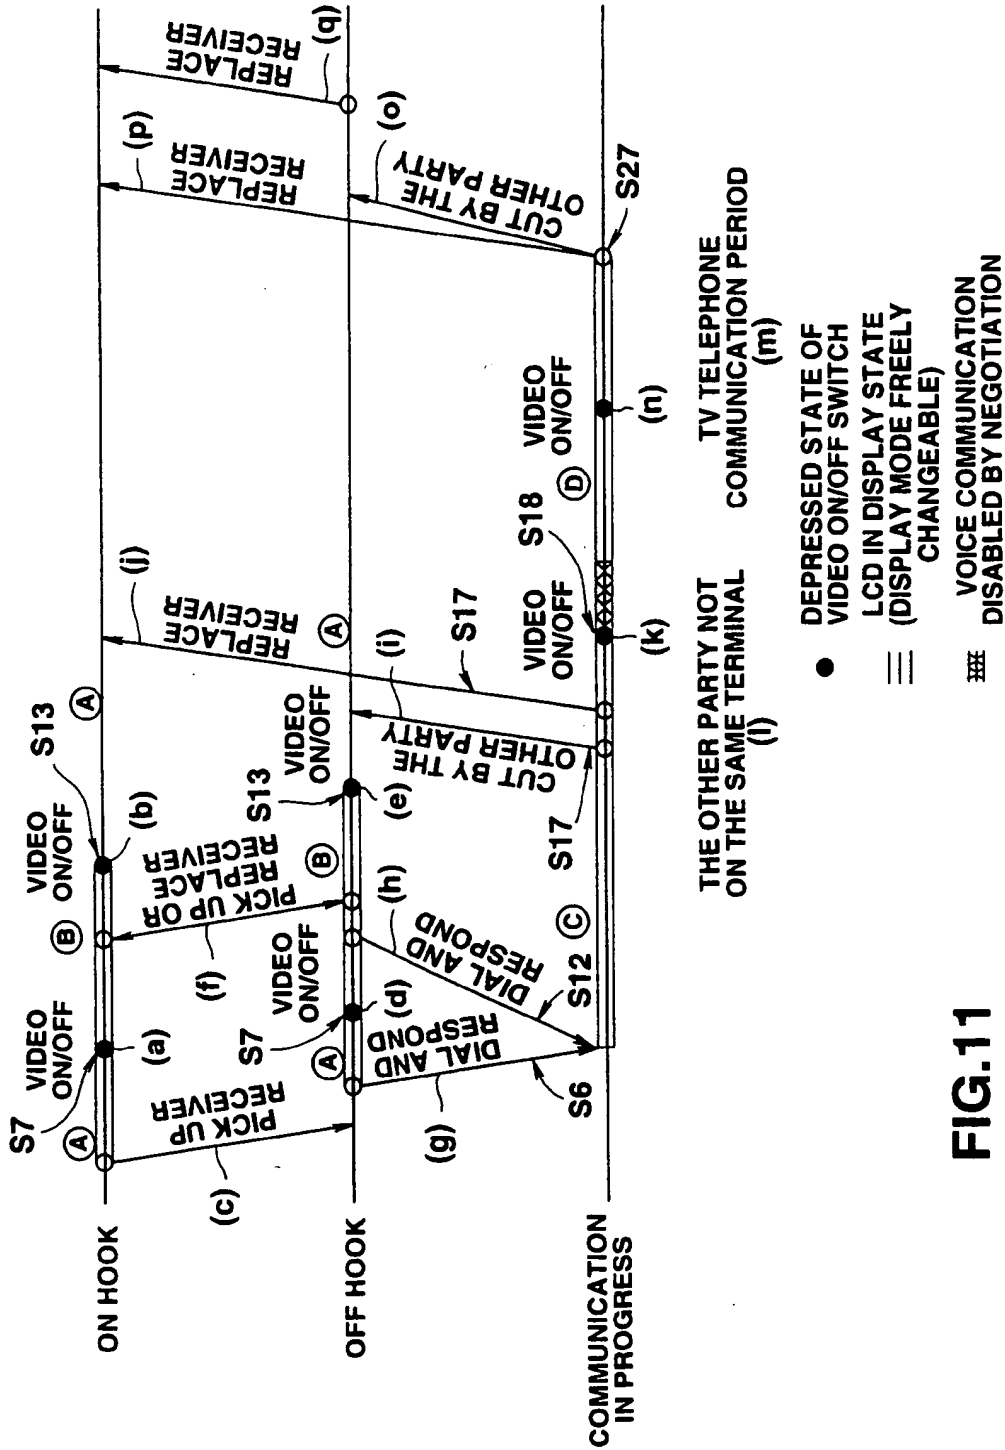 ON HOOK
S7
(A)
VIDEO
ON/OFF
(a)
(B)
VIDEO
ON/OFF
S13
(b)
(A)
(c)
PICK UP
RECEIVER
(f)
PICK UP OR
REPLACE
RECEIVER
REPLACE
RECEIVER
(j)
REPLACE
RECEIVER
(p)
REPLACE
RECEIVER
(q)
OFF HOOK
(A)
S7
VIDEO
ON/OFF
(d)
(B)
S13
VIDEO
ON/OFF
(e)
(A)
(g)
DIAL AND
RESPOND
S6
DIAL AND
RESPOND
(h)
S12
CUT BY THE
OTHER PARTY
(i)
S17
S17
CUT BY THE
OTHER PARTY
(o)
COMMUNICATION
IN PROGRESS
(C)
VIDEO
ON/OFF
S18
(k)
(D)
VIDEO
ON/OFF
(n)
S27
THE OTHER PARTY NOT
ON THE SAME TERMINAL
(l)
TV TELEPHONE
COMMUNICATION PERIOD
(m)
DEPRESSED STATE OF
VIDEO ON/OFF SWITCH
LCD IN DISPLAY STATE
(DISPLAY MODE FREELY
CHANGEABLE)
VOICE COMMUNICATION
DISABLED BY NEGOTIATION
FIG.11